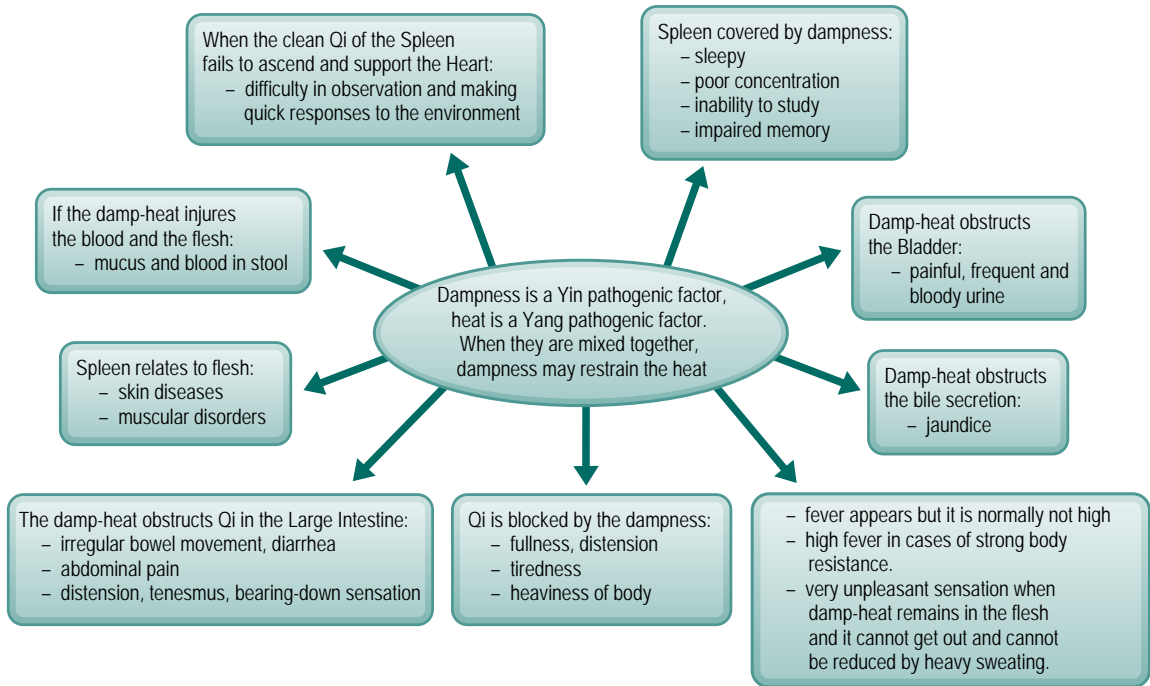 When the clean Qi of the Spleen
fails to ascend and support the Heart:
– difficulty in observation and making
quick responses to the environment
Spleen covered by dampness:
– sleepy
– poor concentration
– inability to study
– impaired memory
If the damp-heat injures
the blood and the flesh:
– mucus and blood in stool
Damp-heat obstructs
the Bladder:
– painful, frequent and
bloody urine
Dampness is a Yin pathogenic factor,
heat is a Yang pathogenic factor.
When they are mixed together,
dampness may restrain the heat
Spleen relates to flesh:
– skin diseases
– muscular disorders
Damp-heat obstructs
the bile secretion:
– jaundice
The damp-heat obstructs Qi in the Large Intestine:
– irregular bowel movement, diarrhea
– abdominal pain
– distension, tenesmus, bearing-down sensation
Qi is blocked by the dampness:
– fullness, distension
– tiredness
– heaviness of body
– fever appears but it is normally not high
– high fever in cases of strong body
resistance.
– very unpleasant sensation when
damp-heat remains in the flesh
and it cannot get out and cannot
be reduced by heavy sweating.